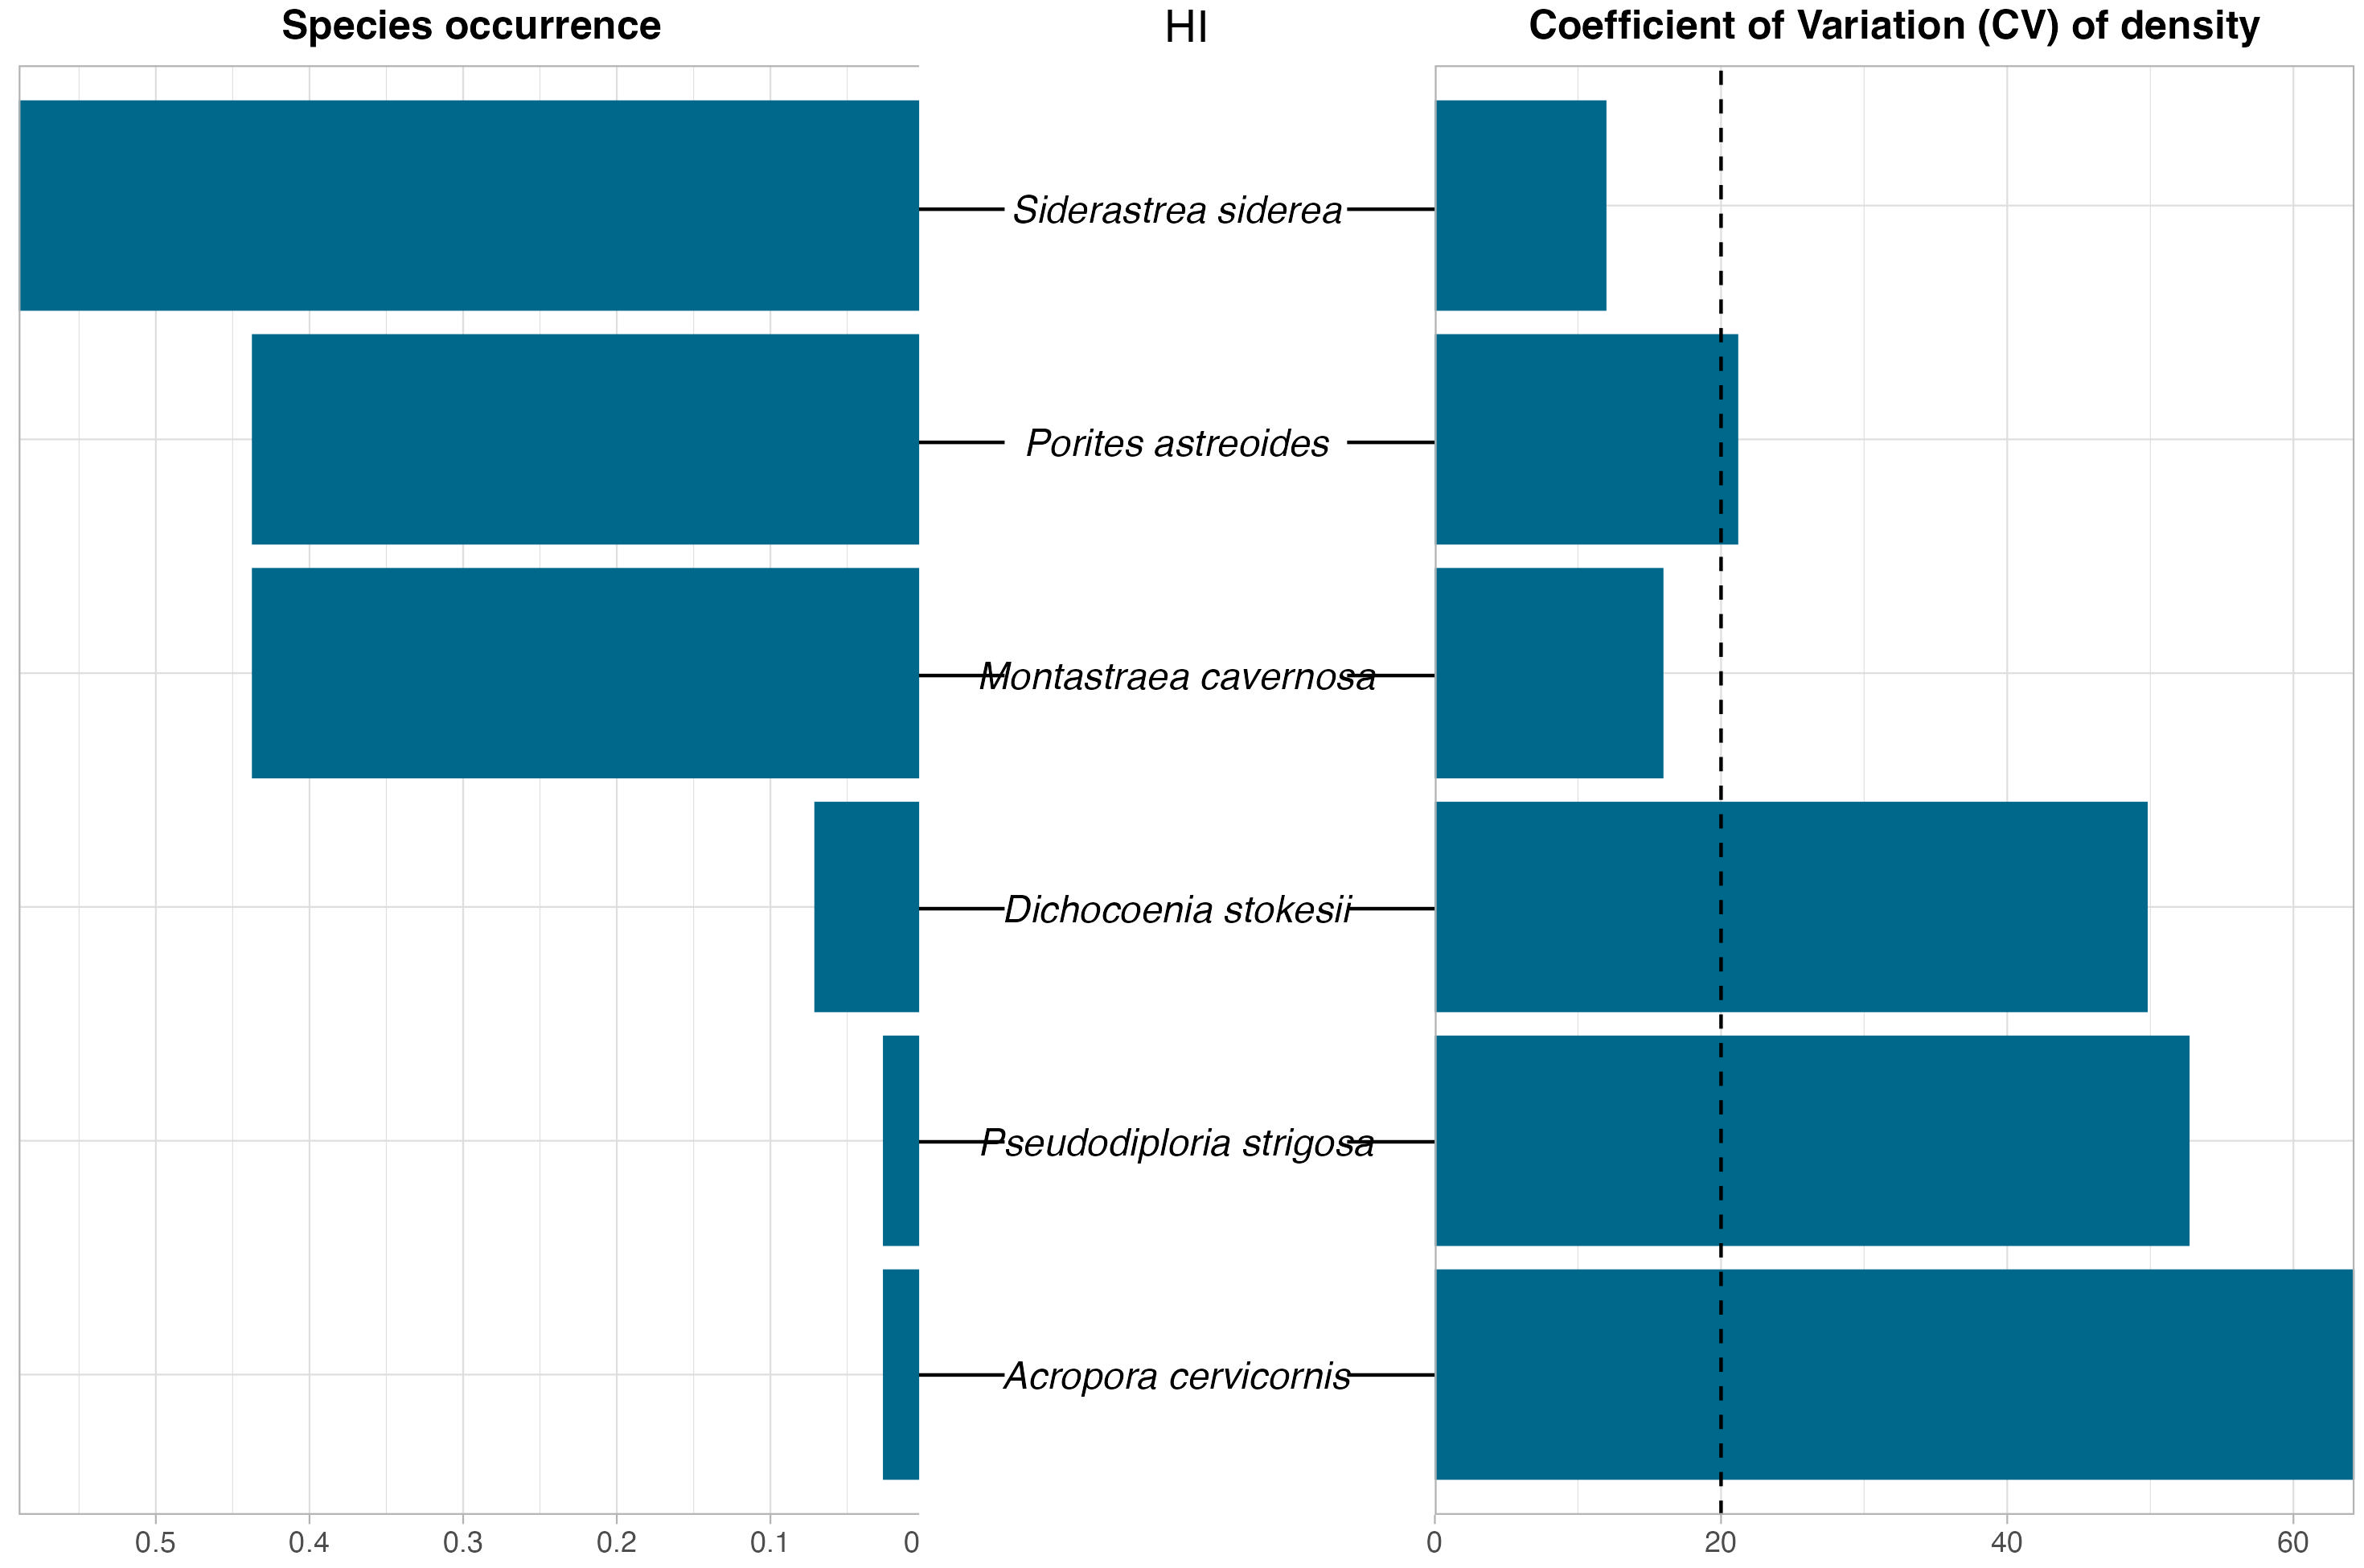 Species occurrence
HI
Coefficient of Variation (CV) of density
Siderastrea siderea
Porites astreoides
Montastraea cavernosa
Dichocoenia stokesii
Pseudodiploria strigosa
Acropora cervicornis
0.5 0.4 0.3 0.2 0.1 0
0 20 40 60